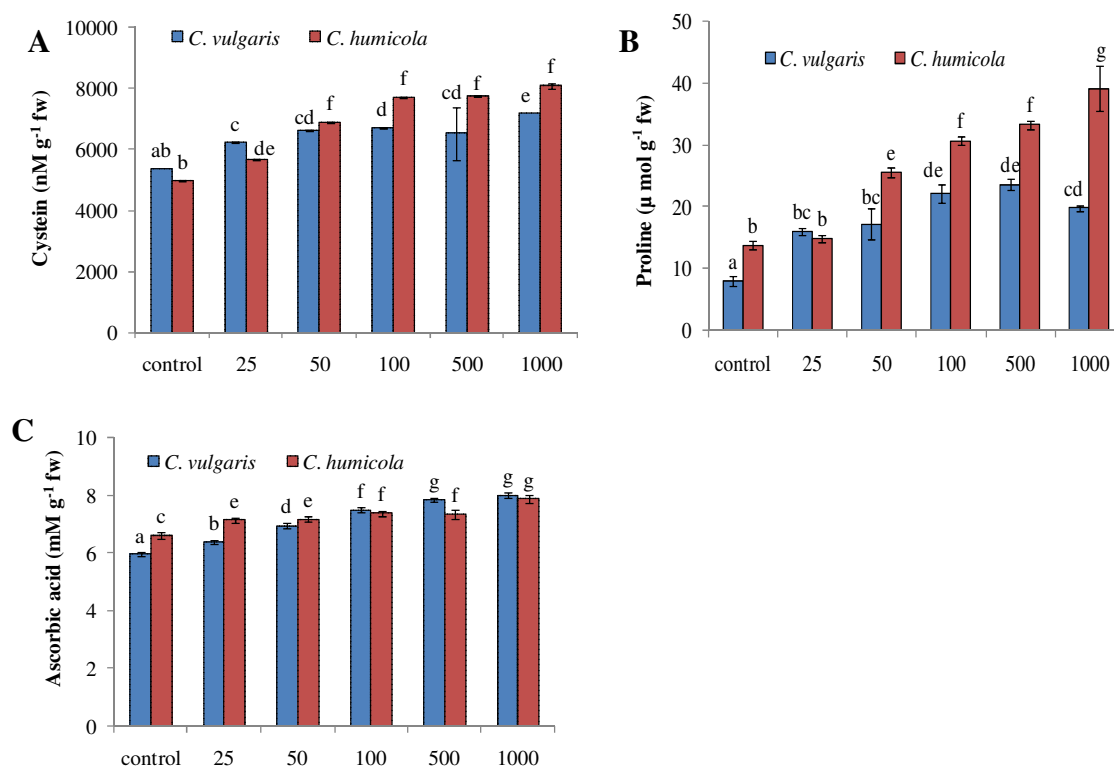 A
C. vulgaris C. humicola
Cystein (nM g-1 fw)
10000
8000
6000
4000
2000
0
ab b c de cd f d f cd f e f
control 25 50 100 500 1000
B
C. vulgaris C. humicola
Proline (µ mol g-1 fw)
50
40
30
20
10
0
a b bc b bc e de f de f cd g
control 25 50 100 500 1000
C
C. vulgaris C. humicola
Ascorbic acid (mM g-1 fw)
10
8
6
4
2
0
a c b e d e f f g f g g
control 25 50 100 500 1000